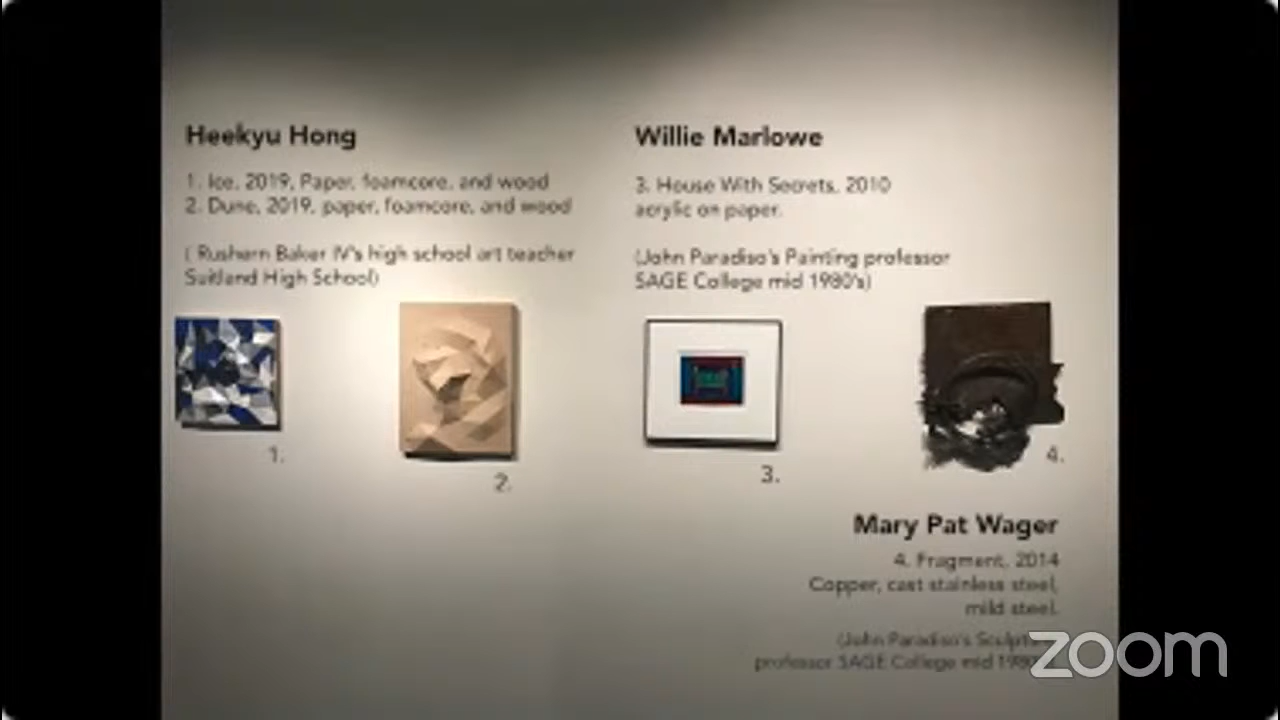 Heekyu Hong
1. Ice, 2019, Paper, foamcore, and wood
2. Dune, 2019, paper, foamcore, and wood
( Rushern Baker IV's high school art teacher
Suitland High School)
1.
2.
Willie Marlowe
3. House With Secrets, 2010
acrylic on paper.
(John Paradiso's Painting professor
SAGE College mid 1980's)
3.
4.
Mary Pat Wager
4. Fragment, 2014
Copper, cast stainless steel,
mild steel.
(John Paradiso's
professor SAGE College mid
zoom